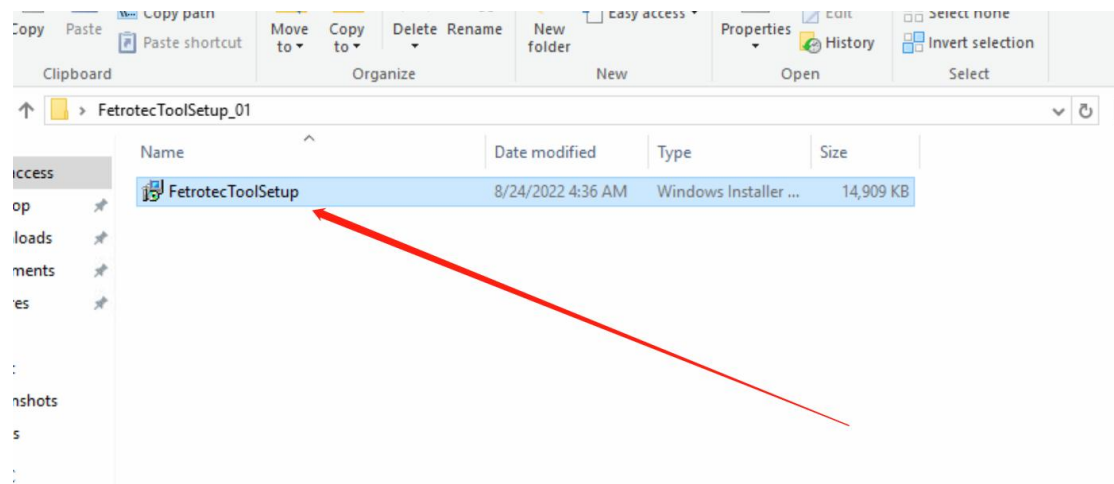 Copy path
Easy access
Edit
Select none
Copy Paste Paste shortcut Move to Copy to Delete Rename New folder Properties History Invert selection
Clipboard Organize New Open Select
FetrotecToolSetup_01
Name Date modified Type Size
access
FetrotecToolSetup 8/24/2022 4:36 AM Windows Installer ... 14,909 KB
op
loads
ments
res
nshots
s